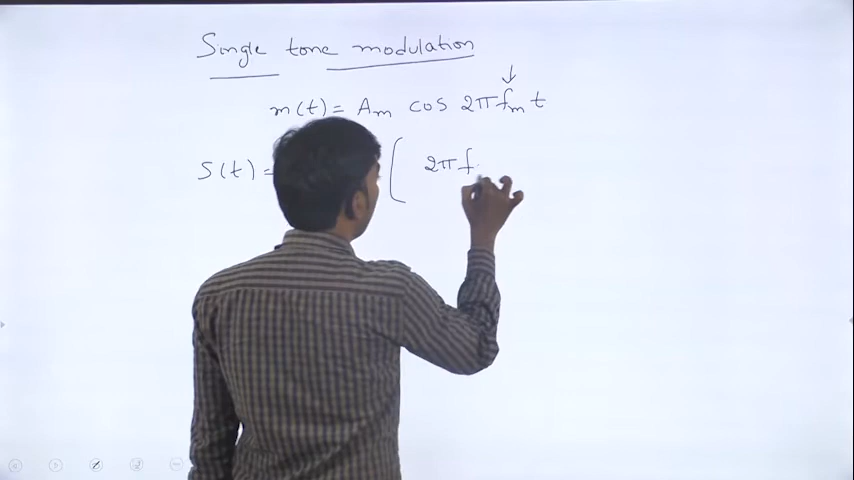 Single tone modulation
m(t) = Am cos 2πfm t
S(t) = [ 2πf